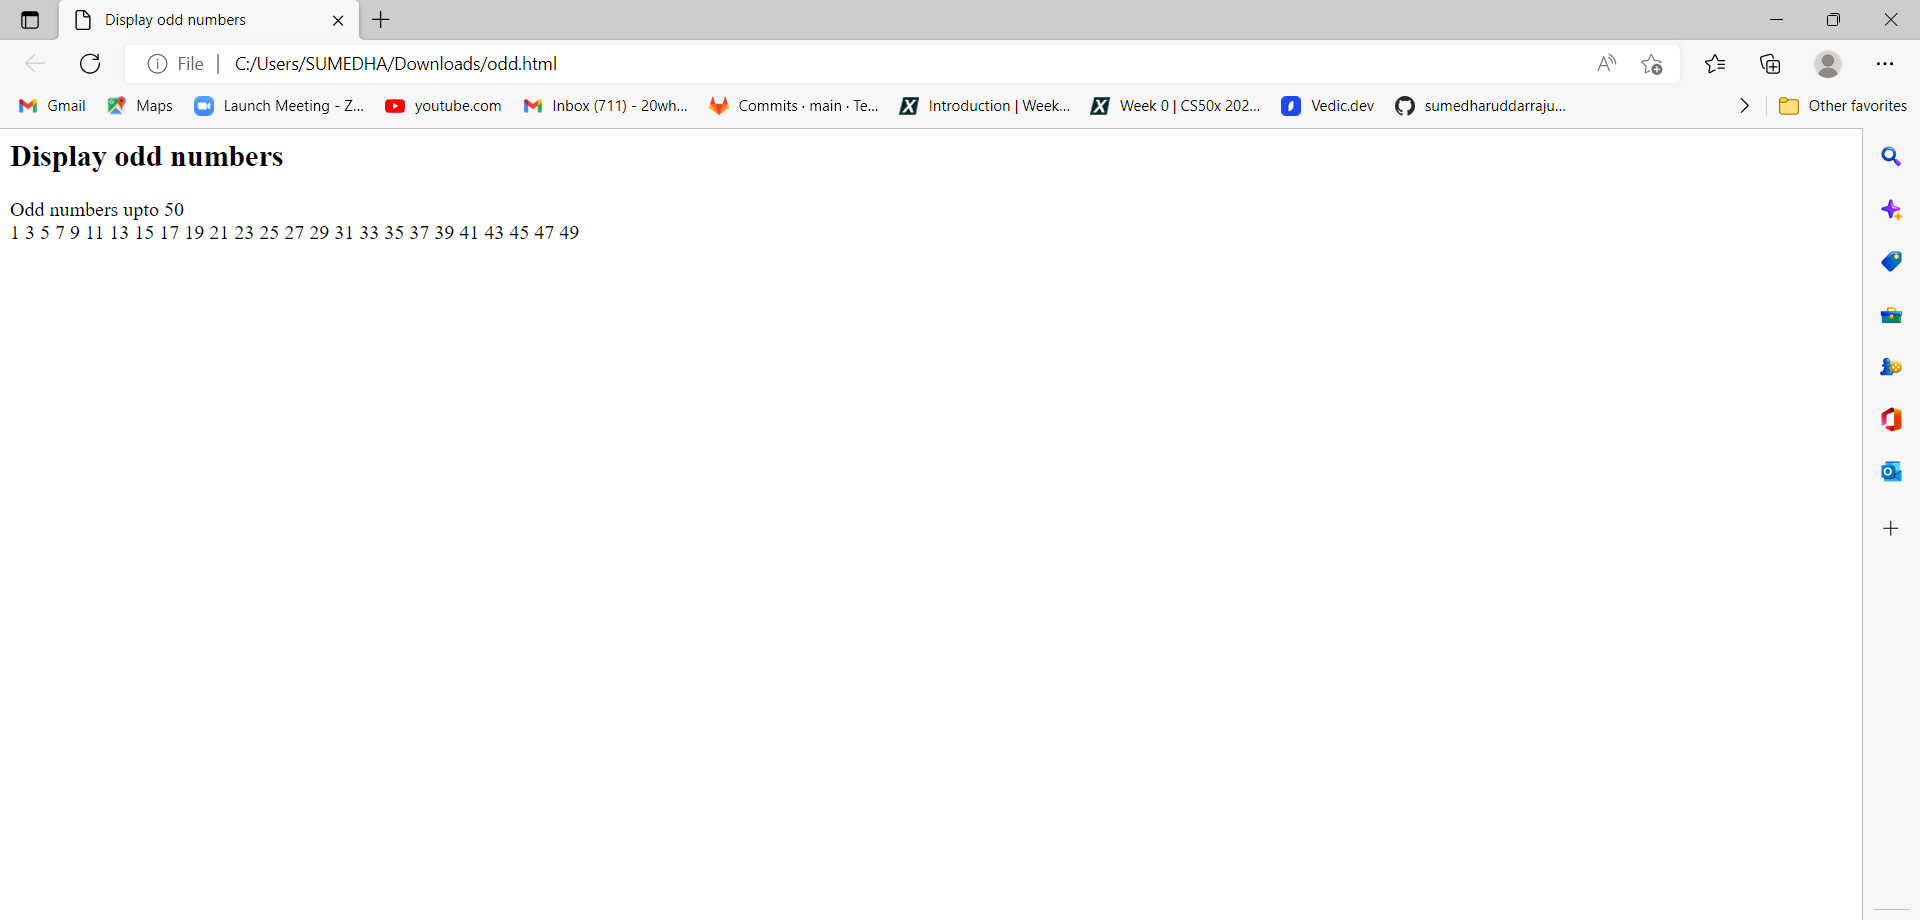 Display odd numbers
File | C:/Users/SUMEDHA/Downloads/odd.html
Gmail Maps Launch Meeting - Z... youtube.com Inbox (711) - 20wh... Commits · main · Te... Introduction | Week... Week 0 | CS50x 202... Vedic.dev sumedharuddarraju... Other favorites
Display odd numbers
Odd numbers upto 50
1 3 5 7 9 11 13 15 17 19 21 23 25 27 29 31 33 35 37 39 41 43 45 47 49